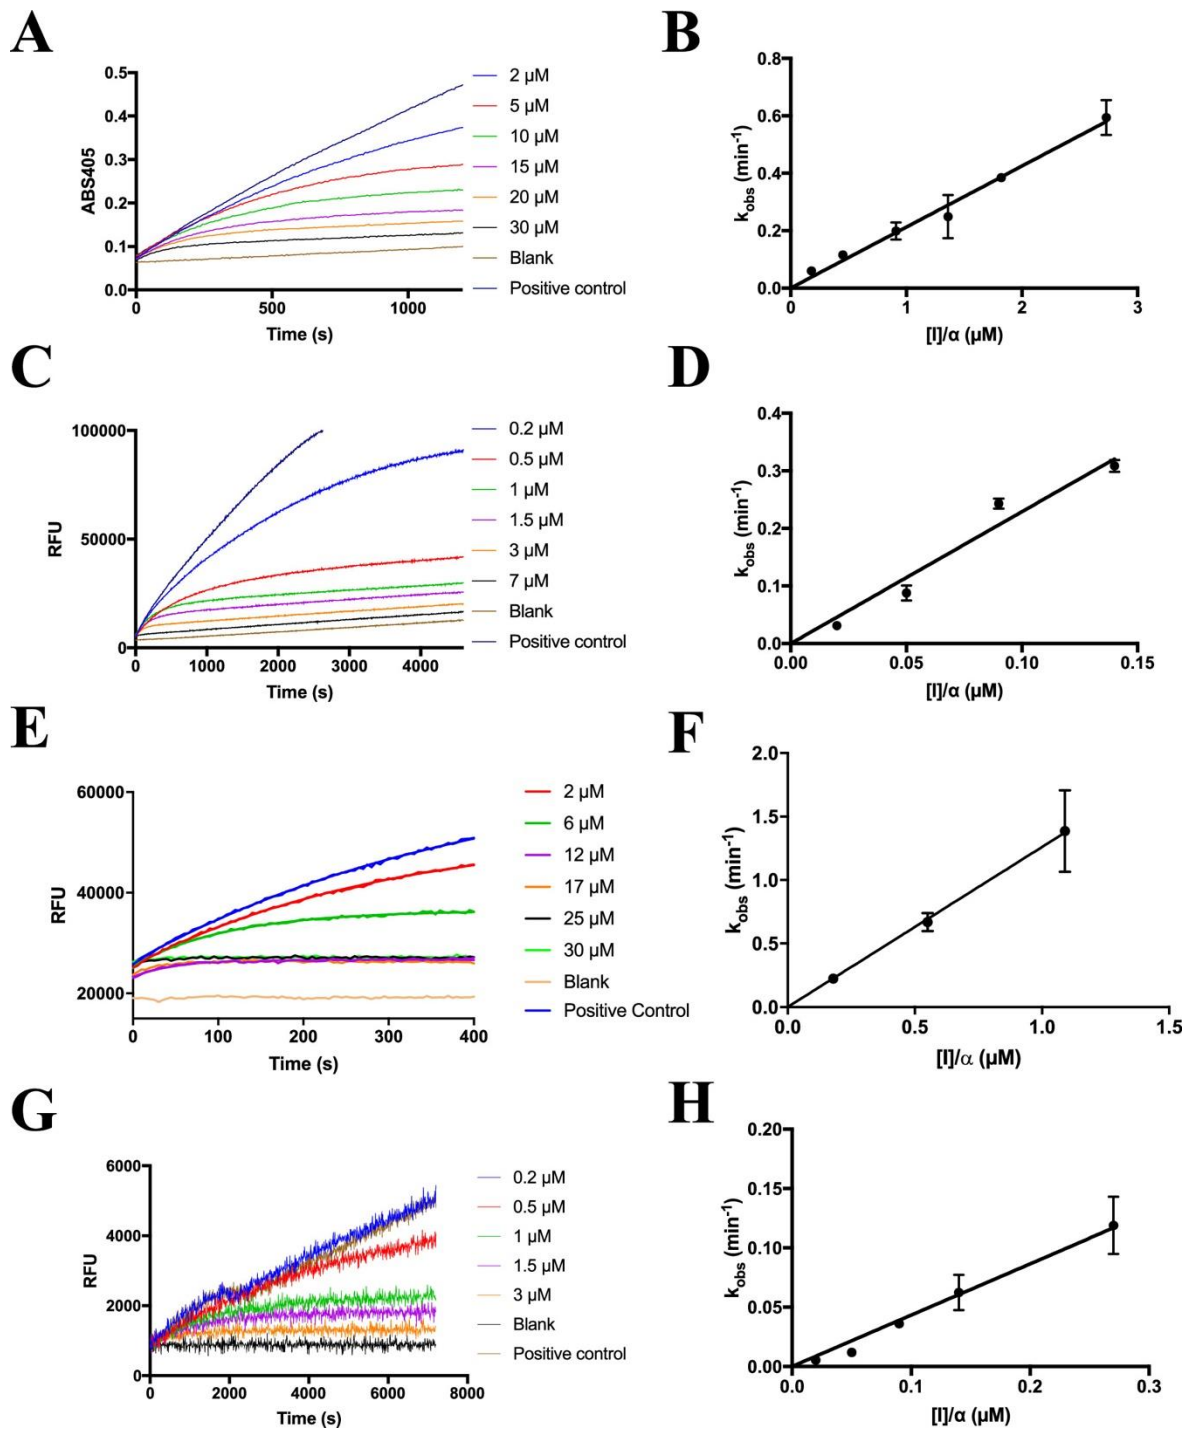 A
ABS405
0.5
0.4
0.3
0.2
0.1
0.0
0
500
1000
Time (s)
2 µM
5 µM
10 µM
15 µM
20 µM
30 µM
Blank
Positive control
B
kobs (min-1)
0.8
0.6
0.4
0.2
0.0
0
1
2
3
[I]/α (µM)
C
RFU
100000
50000
0
0
1000
2000
3000
4000
Time (s)
0.2 µM
0.5 µM
1 µM
1.5 µM
3 µM
7 µM
Blank
Positive control
D
kobs (min-1)
0.4
0.3
0.2
0.1
0.0
0.00
0.05
0.10
0.15
[I]/α (µM)
E
RFU
60000
40000
20000
0
100
200
300
400
Time (s)
2 µM
6 µM
12 µM
17 µM
25 µM
30 µM
Blank
Positive Control
F
kobs (min-1)
2.0
1.5
1.0
0.5
0.0
0.0
0.5
1.0
1.5
[I]/α (µM)
G
RFU
6000
4000
2000
0
0
2000
4000
6000
8000
Time (s)
0.2 µM
0.5 µM
1 µM
1.5 µM
3 µM
Blank
Positive control
H
kobs (min-1)
0.20
0.15
0.10
0.05
0.00
0.0
0.1
0.2
0.3
[I]/α (µM)